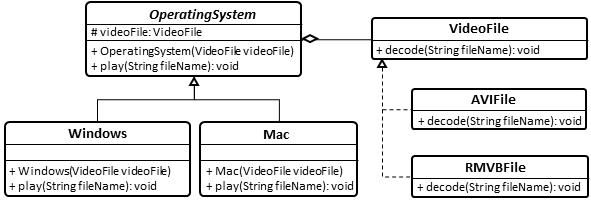 OperatingSystem
# videoFile: VideoFile
+ OperatingSystem(VideoFile videoFile)
+ play(String fileName): void
VideoFile
+ decode(String fileName): void
AVIFile
+ decode(String fileName): void
Windows
+ Windows(VideoFile videoFile)
+ play(String fileName): void
Mac
+ Mac(VideoFile videoFile)
+ play(String fileName): void
RMVBFile
+ decode(String fileName): void